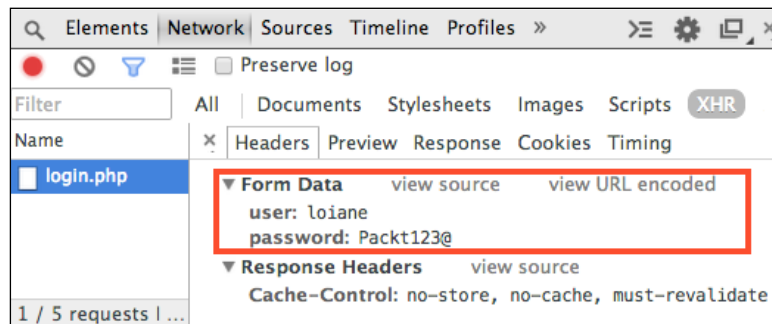 Elements Network Sources Timeline Profiles »
Preserve log
Filter All Documents Stylesheets Images Scripts XHR
Name × Headers Preview Response Cookies Timing
login.php
▼ Form Data view source view URL encoded
user: loiane
password: Packt123@
▼ Response Headers view source
Cache-Control: no-store, no-cache, must-revalidate
1 / 5 requests | ...